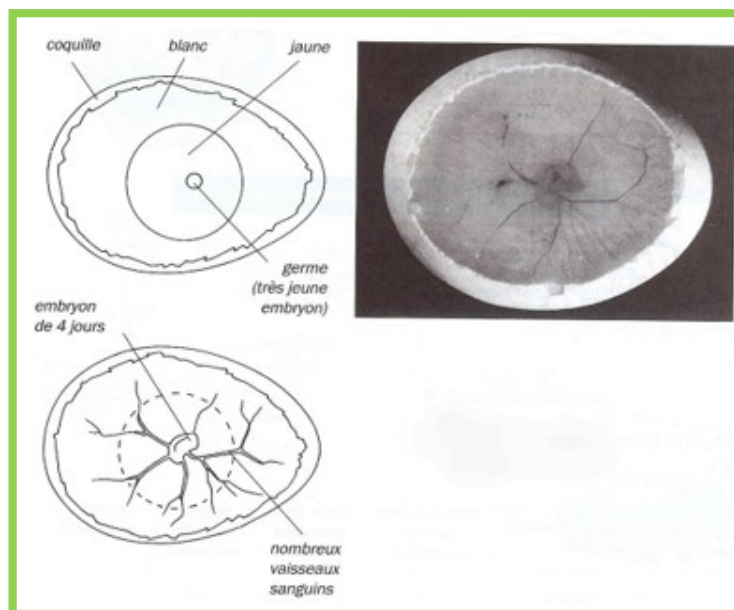 coquille
blanc
jaune
germe
(très jeune
embryon)
embryon
de 4 jours
nombreux
vaisseaux
sanguins